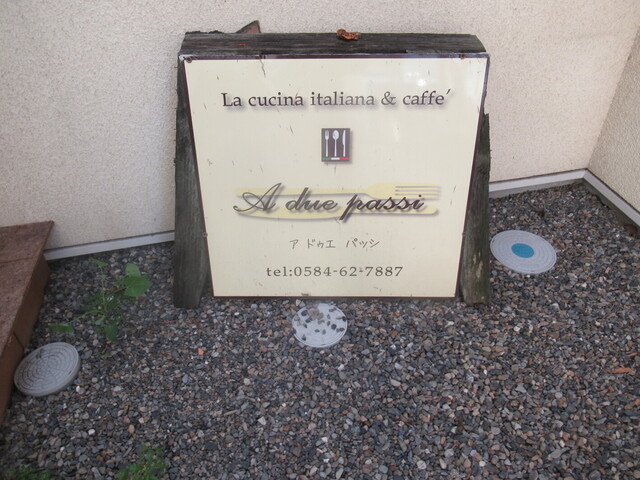 La cucina italiana & caffe'
A due passi
ア ドゥエ パッシ
tel:0584-62-7887